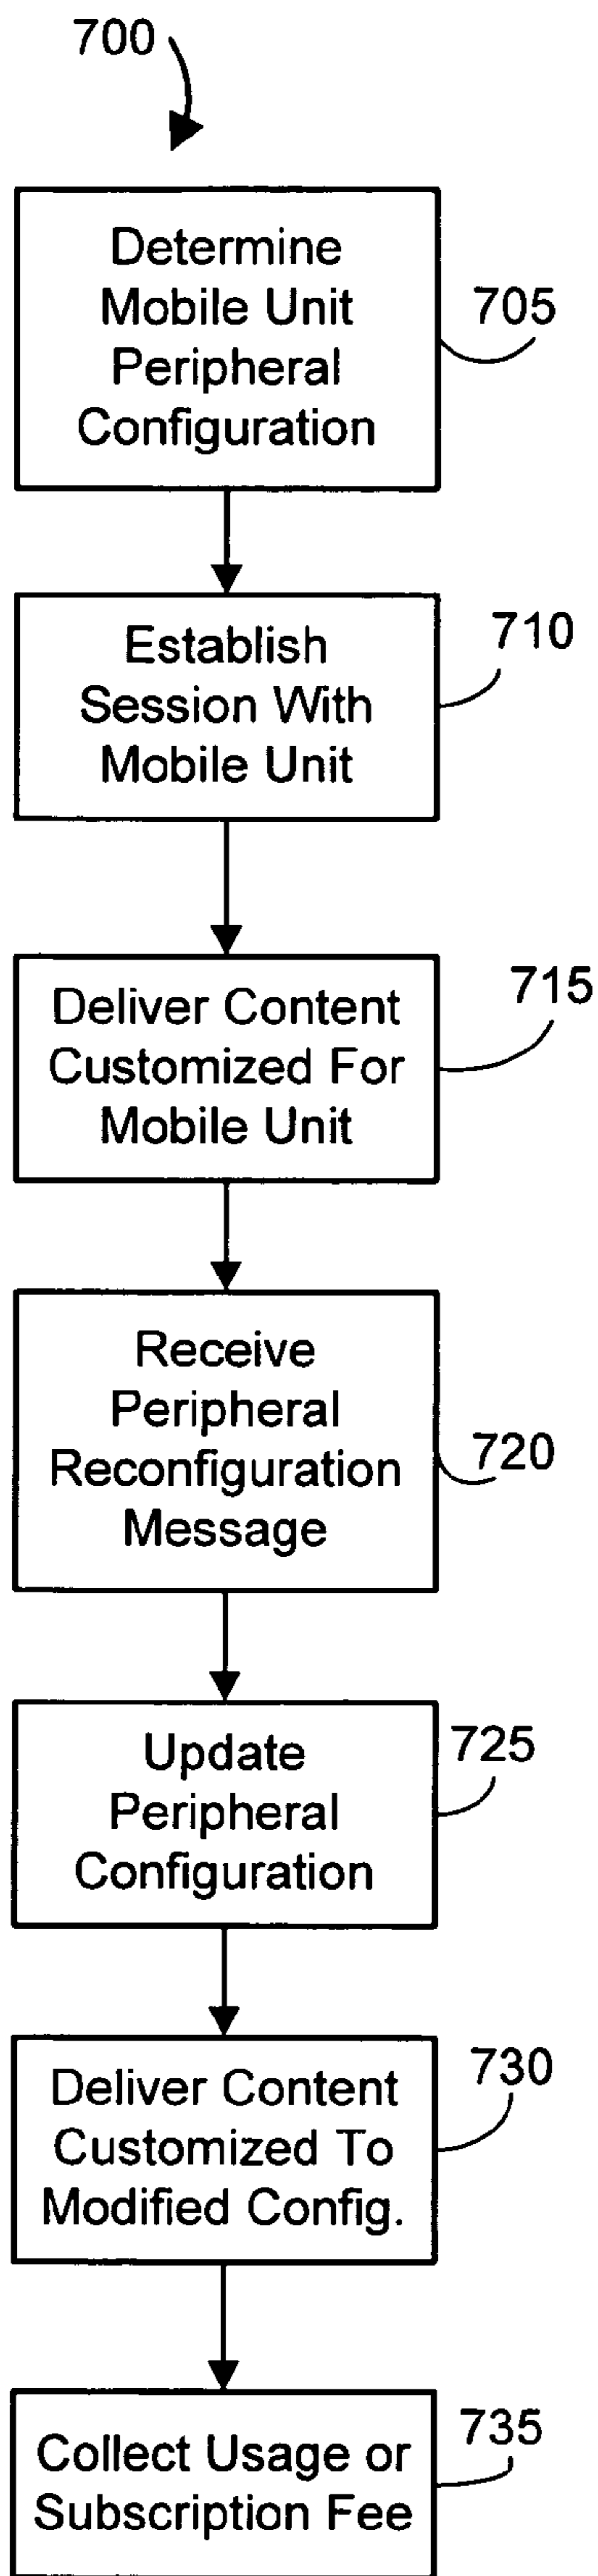 700
Determine
Mobile Unit
Peripheral
Configuration
705
Establish
Session With
Mobile Unit
710
Deliver Content
Customized For
Mobile Unit
715
Receive
Peripheral
Reconfiguration
Message
720
Update
Peripheral
Configuration
725
Deliver Content
Customized To
Modified Config.
730
Collect Usage or
Subscription Fee
735